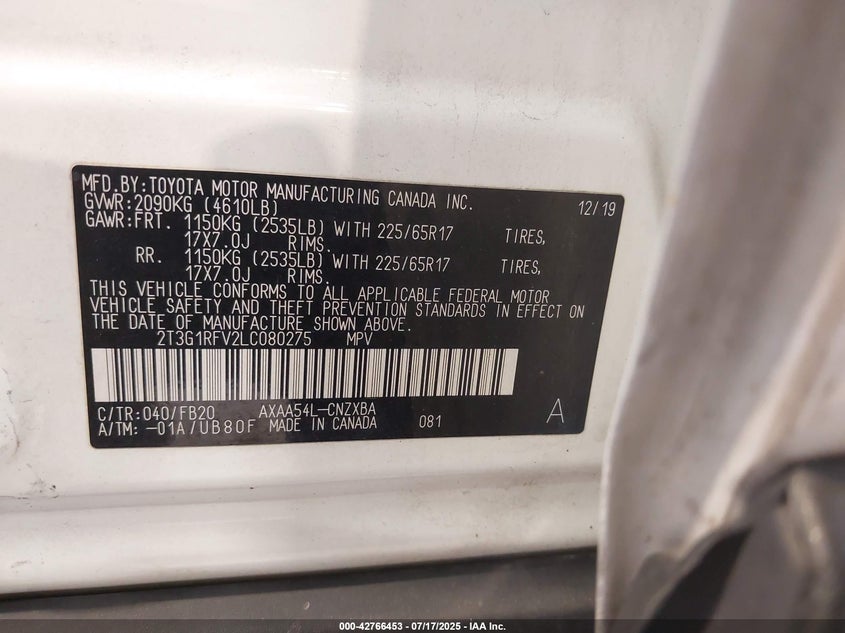 MFD.BY:TOYOTA MOTOR MANUFACTURING CANADA INC. 12/19
GVWR:2090KG (4610LB)
GAWR:FRT. 1150KG (2535LB) WITH 225/65R17 TIRES,
17X7.0J RIMS.
RR. 1150KG (2535LB) WITH 225/65R17 TIRES,
17X7.0J RIMS.
THIS VEHICLE CONFORMS TO ALL APPLICABLE FEDERAL MOTOR
VEHICLE SAFETY AND THEFT PREVENTION STANDARDS IN EFFECT ON
THE DATE OF MANUFACTURE SHOWN ABOVE.
2T3G1RFV2LC080275 MPV
C/TR:040/FB20 AXAA54L-CNZXBA A
A/TM: -01A/UB80F MADE IN CANADA 081
000-42766453 / 07/17/2025 - IAA Inc.